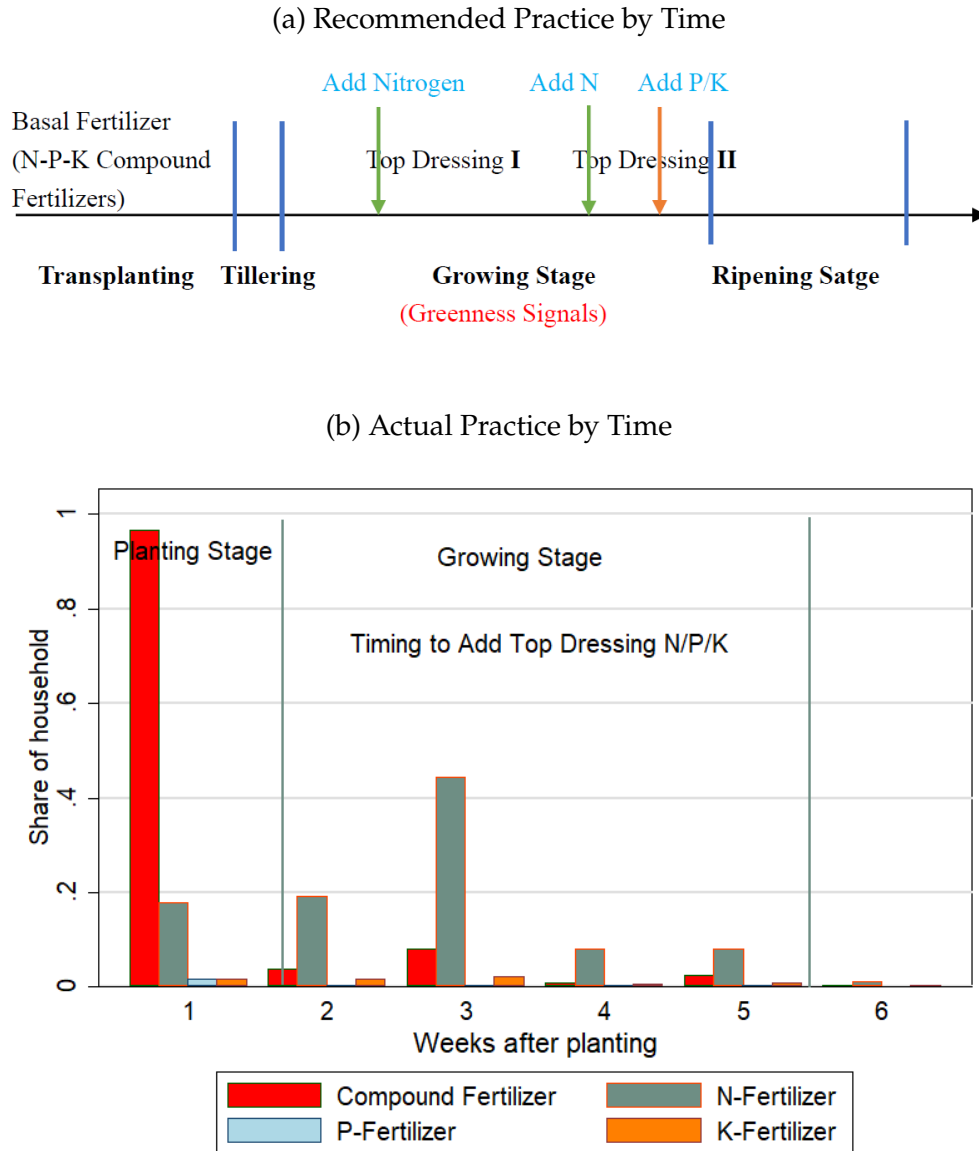 (a) Recommended Practice by Time
Add Nitrogen
Add N
Add P/K
Basal Fertilizer
(N-P-K Compound
Fertilizers)
Top Dressing I
Top Dressing II
Transplanting
Tillering
Growing Stage
Ripening Satge
(Greenness Signals)
(b) Actual Practice by Time
Share of household
1
.8
.6
.4
.2
0
Planting Stage
Growing Stage
Timing to Add Top Dressing N/P/K
1 2 3 4 5 6
Weeks after planting
Compound Fertilizer
N-Fertilizer
P-Fertilizer
K-Fertilizer